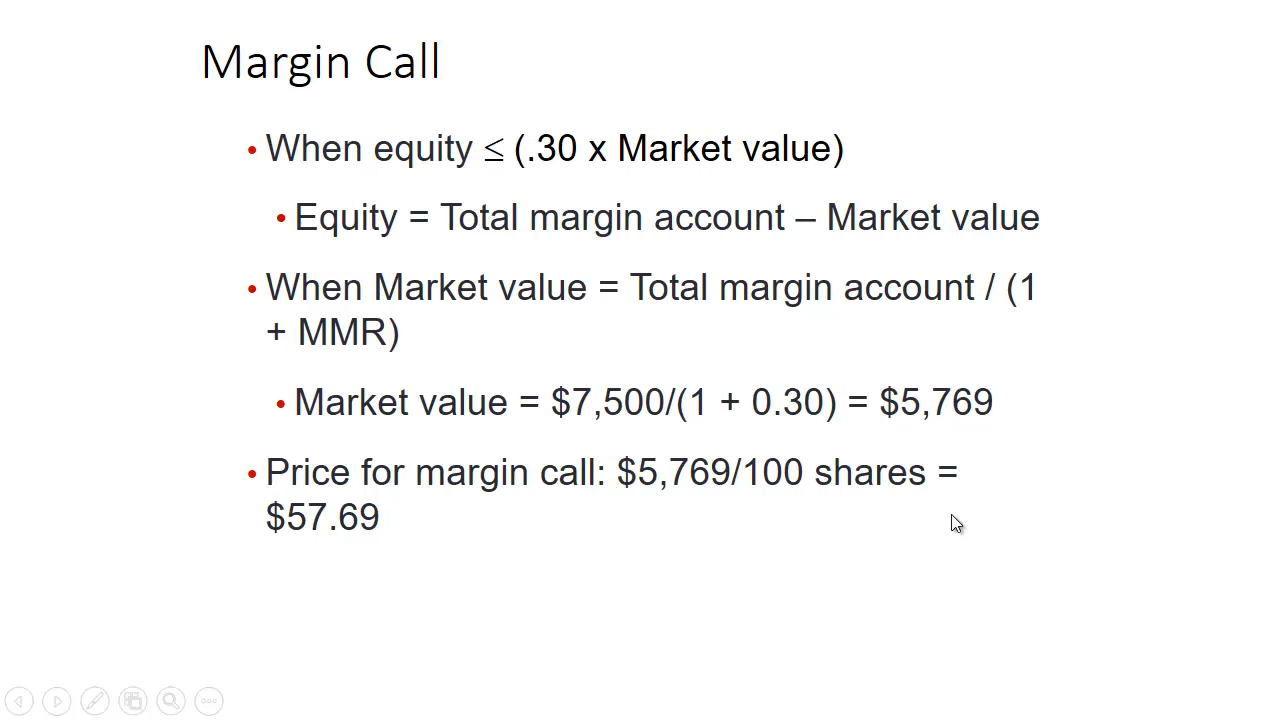 Margin Call
• When equity ≤ (.30 x Market value)
• Equity = Total margin account – Market value
• When Market value = Total margin account / (1
+ MMR)
• Market value = $7,500/(1 + 0.30) = $5,769
• Price for margin call: $5,769/100 shares =
$57.69